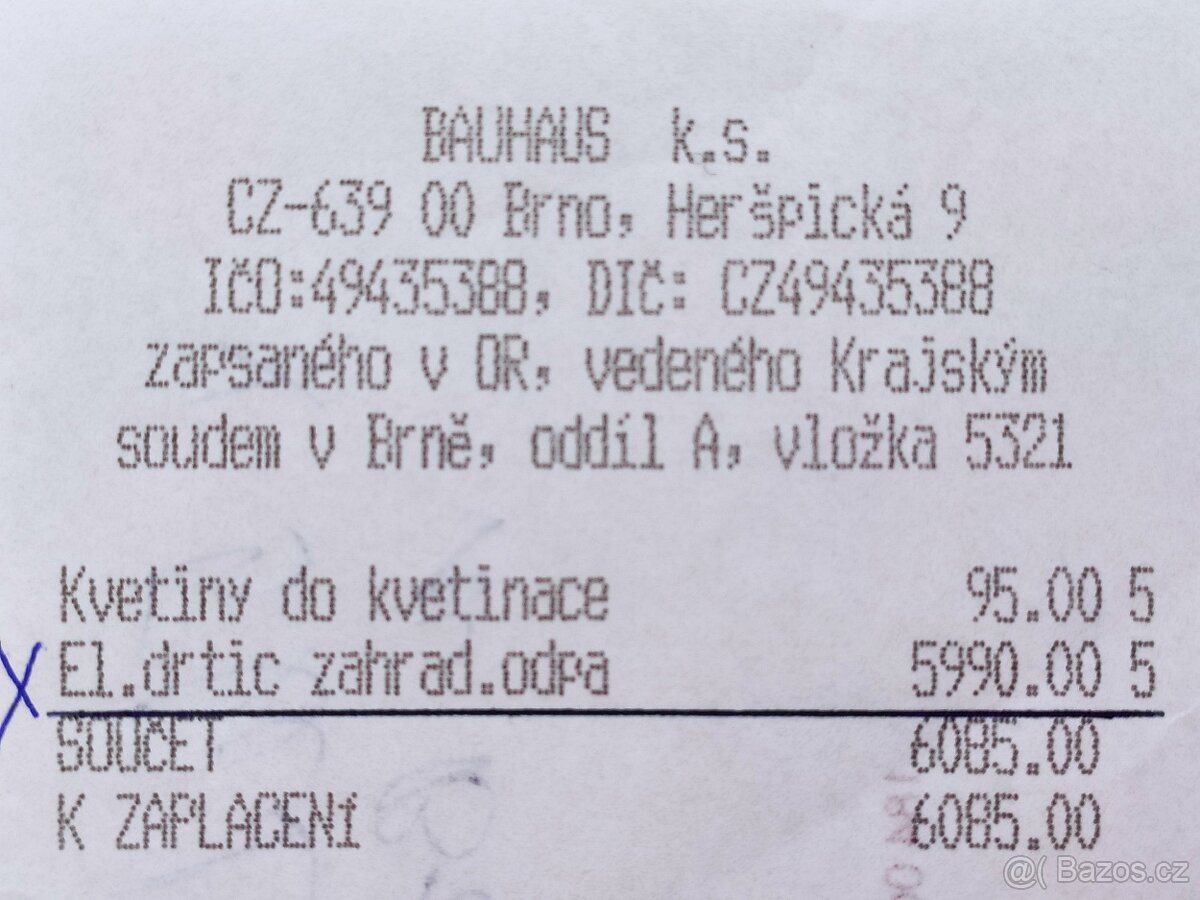 BAUHAUS k.s.
CZ-639 00 Brno, Heršpická 9
IČO:49435388, DIČ: CZ49435388
zapsaného v OR, vedeného Krajským
soudem v Brně, oddíl A, vložka 5321
Kvetiny do kvetinace 95.00 5
El.drtic zahrad.odpa 5990.00 5
SOUČET 6085.00
K ZAPLACENÍ 6085.00
@( Bazos.cz